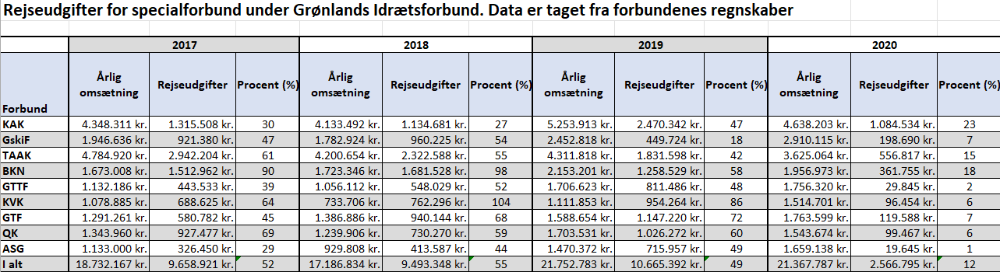 Rejseudgifter for specialforbund under Grønlands Idrætsforbund. Data er taget fra forbundenes regnskaber
2017 2018 2019 2020
Forbund Årlig omsætning Rejseudgifter Procent (%) Årlig omsætning Rejseudgifter Procent (%) Årlig omsætning Rejseudgifter Procent (%) Årlig omsætning Rejseudgifter Procent (%)
KAK 4.348.311 kr. 1.315.508 kr. 30 4.133.492 kr. 1.134.681 kr. 27 5.253.913 kr. 2.470.342 kr. 47 4.638.203 kr. 1.084.534 kr. 23
GskiF 1.946.636 kr. 921.380 kr. 47 1.782.924 kr. 960.225 kr. 54 2.452.818 kr. 449.724 kr. 18 2.910.115 kr. 198.690 kr. 7
TAAK 4.784.920 kr. 2.942.204 kr. 61 4.200.654 kr. 2.322.588 kr. 55 4.311.818 kr. 1.831.598 kr. 42 3.625.064 kr. 556.817 kr. 15
BKN 1.673.008 kr. 1.512.962 kr. 90 1.723.346 kr. 1.681.528 kr. 98 2.153.201 kr. 1.258.529 kr. 58 1.956.973 kr. 361.755 kr. 18
GTTF 1.132.186 kr. 443.533 kr. 39 1.056.112 kr. 548.029 kr. 52 1.706.623 kr. 811.486 kr. 48 1.756.320 kr. 29.845 kr. 2
KVK 1.078.885 kr. 688.625 kr. 64 733.706 kr. 762.296 kr. 104 1.111.853 kr. 954.264 kr. 86 1.514.701 kr. 96.454 kr. 6
GTF 1.291.261 kr. 580.782 kr. 45 1.386.886 kr. 940.144 kr. 68 1.588.654 kr. 1.147.220 kr. 72 1.763.599 kr. 119.588 kr. 7
QK 1.343.960 kr. 927.477 kr. 69 1.239.906 kr. 730.270 kr. 59 1.703.531 kr. 1.026.272 kr. 60 1.543.674 kr. 99.467 kr. 6
ASG 1.133.000 kr. 326.450 kr. 29 929.808 kr. 413.587 kr. 44 1.470.372 kr. 715.957 kr. 49 1.659.138 kr. 19.645 kr. 1
I alt 18.732.167 kr. 9.658.921 kr. 52 17.186.834 kr. 9.493.348 kr. 55 21.752.783 kr. 10.665.392 kr. 49 21.367.787 kr. 2.566.795 kr. 12